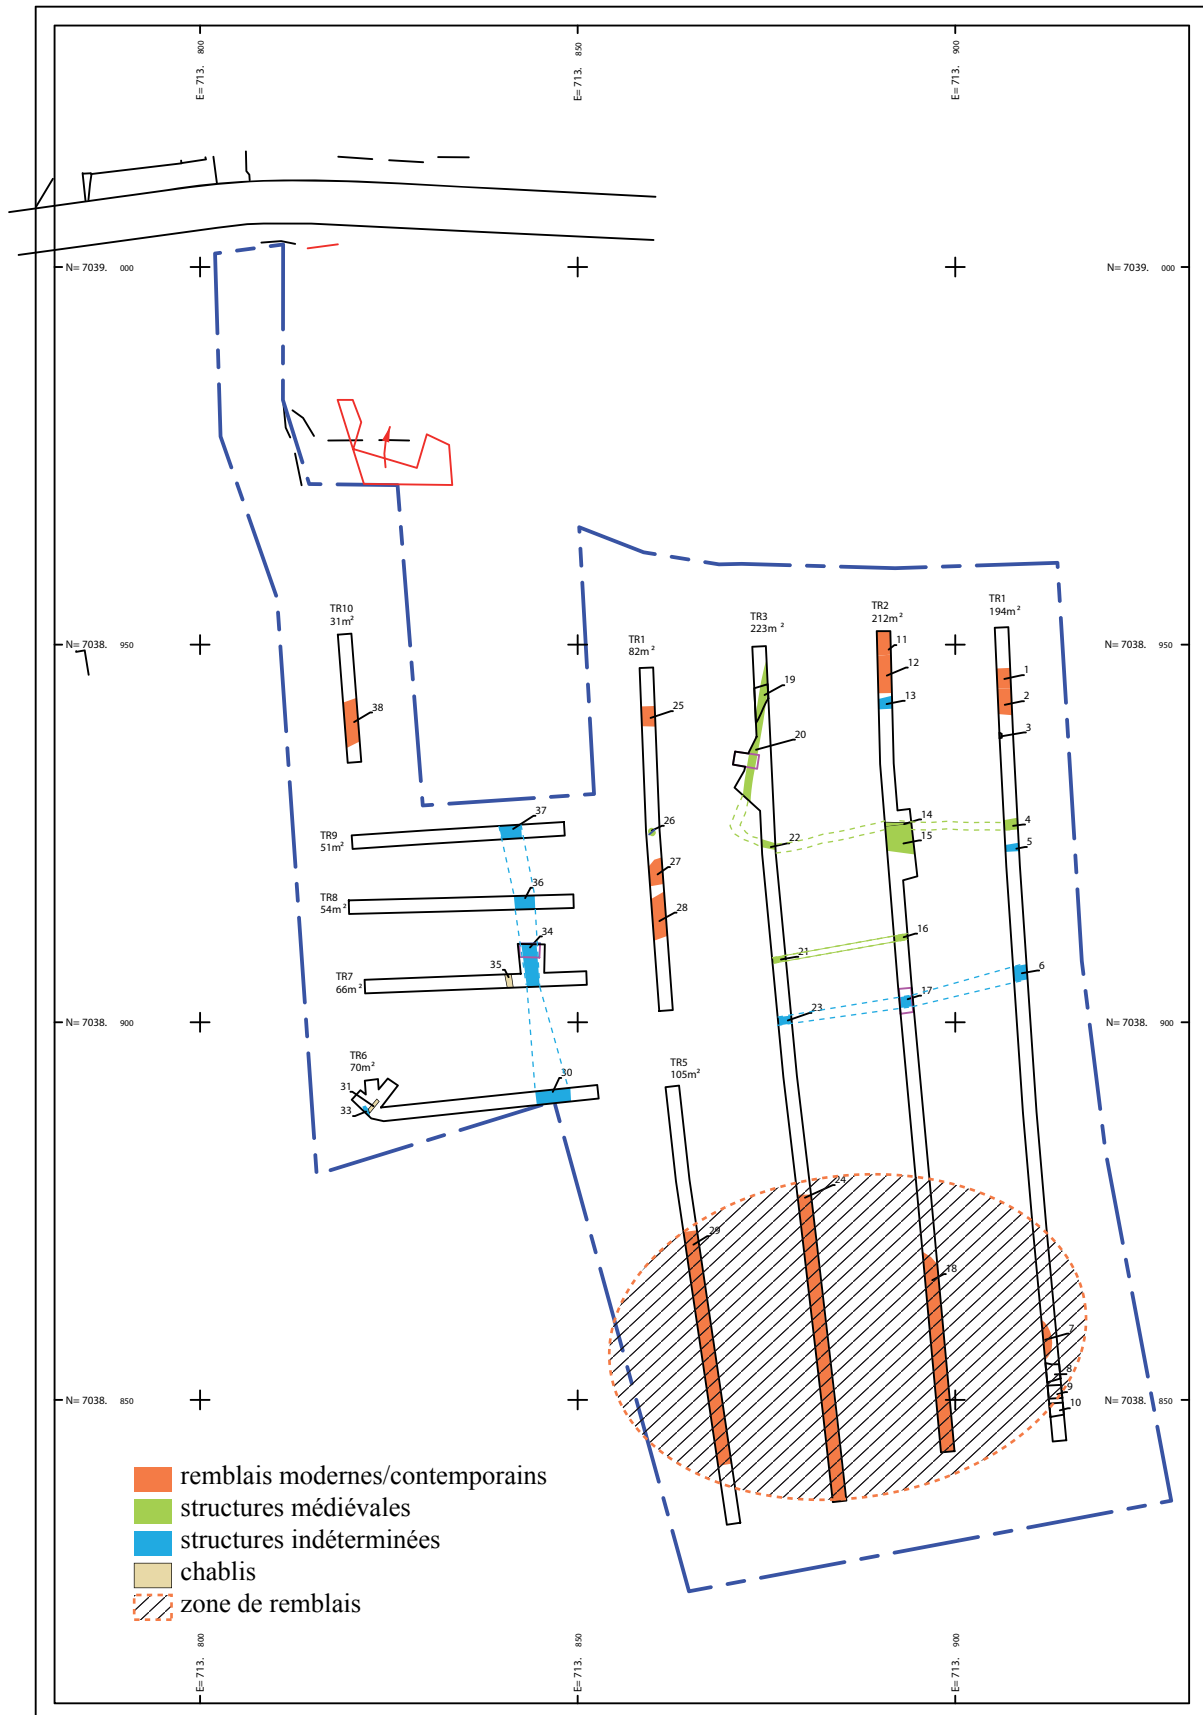 E= 713. 800
E= 713. 850
E= 713. 900
N= 7039. 000
N= 7039. 000
TR10
31m²
TR1
82m²
TR3
223m²
TR2
212m²
TR1
194m²
N= 7038. 950
N= 7038. 950
11
12
13
1
2
3
19
20
25
38
26
27
28
22
14
15
4
5
37
TR9
51m²
36
TR8
54m²
34
35
TR7
66m²
21
16
6
17
23
N= 7038. 900
N= 7038. 900
TR6
70m²
31
33
30
TR5
105m²
24
29
18
7
8
9
10
N= 7038. 850
N= 7038. 850
remblais modernes/contemporains
structures médiévales
structures indéterminées
chablis
zone de remblais
E= 713. 800
E= 713. 850
E= 713. 900